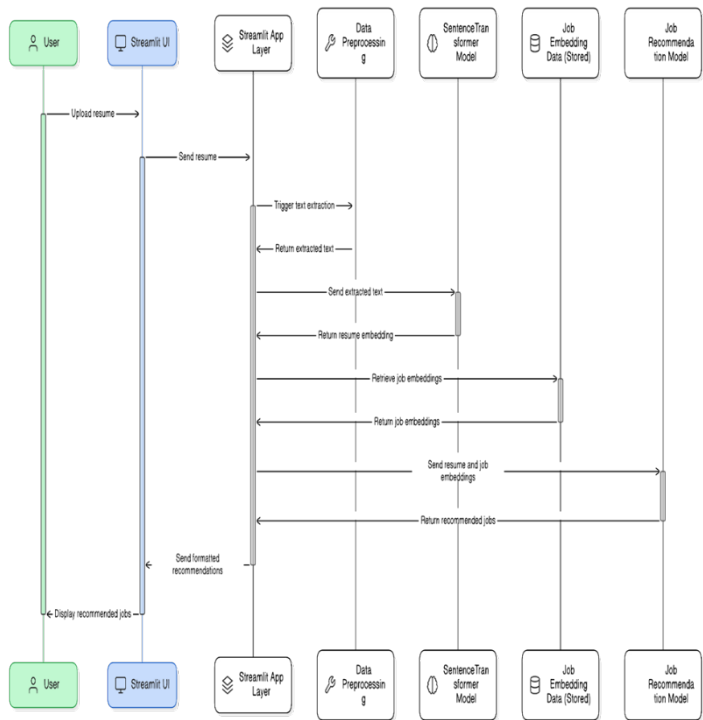 User
Streamlit UI
Streamlit App
Layer
Data
Preprocessin
g
SentenceTran
sformer
Model
Job
Embedding
Data (Stored)
Job
Recommenda
tion Model
Upload resume
Send resume
Trigger text extraction
Return extracted text
Send extracted text
Return resume embedding
Retrieve job embeddings
Return job embeddings
Send resume and job
embeddings
Return recommended jobs
Send formatted
recommendations
Display recommended jobs
User
Streamlit UI
Streamlit App
Layer
Data
Preprocessin
g
SentenceTran
sformer
Model
Job
Embedding
Data (Stored)
Job
Recommenda
tion Model